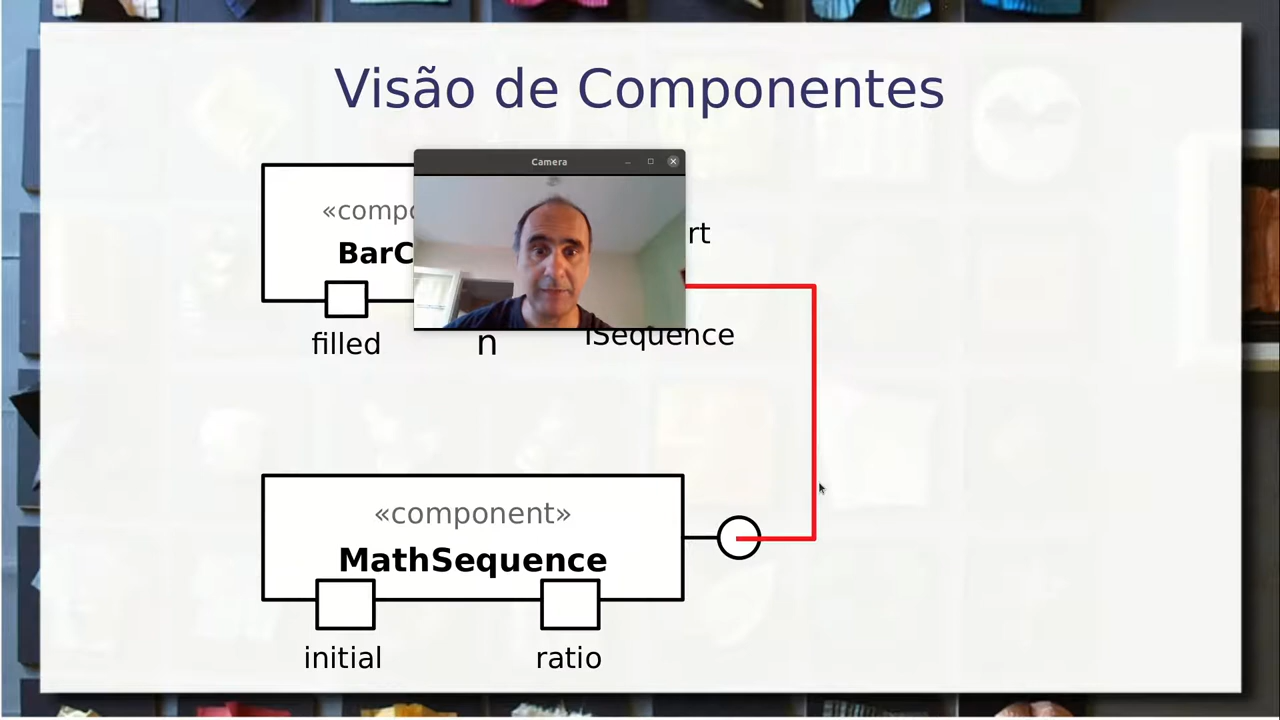 Visão de Componentes
Camera
«compo
rt
BarC
filled
n
ISequence
«component»
MathSequence
initial
ratio